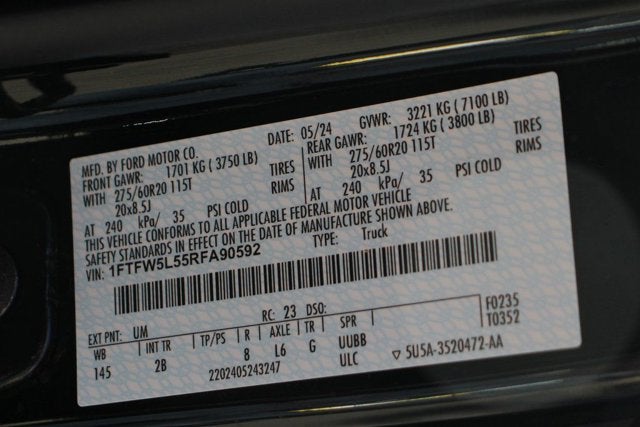 MFD. BY FORD MOTOR CO. DATE: 05/24 GVWR: 3221 KG ( 7100 LB)
FRONT GAWR: 1701 KG ( 3750 LB) REAR GAWR: 1724 KG ( 3800 LB)
WITH 275/60R20 115T TIRES WITH 275/60R20 115T TIRES
20x8.5J RIMS 20x8.5J RIMS
AT 240 kPa/ 35 PSI COLD AT 240 kPa/ 35 PSI COLD
THIS VEHICLE CONFORMS TO ALL APPLICABLE FEDERAL MOTOR VEHICLE
SAFETY STANDARDS IN EFFECT ON THE DATE OF MANUFACTURE SHOWN ABOVE.
VIN: 1FTFW5L55RFA90592 TYPE: Truck
EXT PNT: UM RC: 23 DSO: F0235
WB INT TR TP/PS R AXLE TR SPR T0352
145 2B 8 L6 G UUBB
2202405243247 ULC ▽ 5U5A-3520472-AA